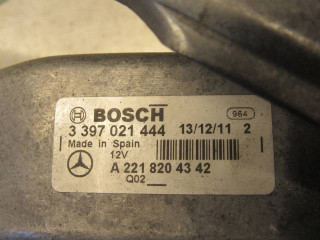 BOSCH 964
3 397 021 444 13/12/11 2
Made in Spain
12V
A 221 820 43 42
Q02